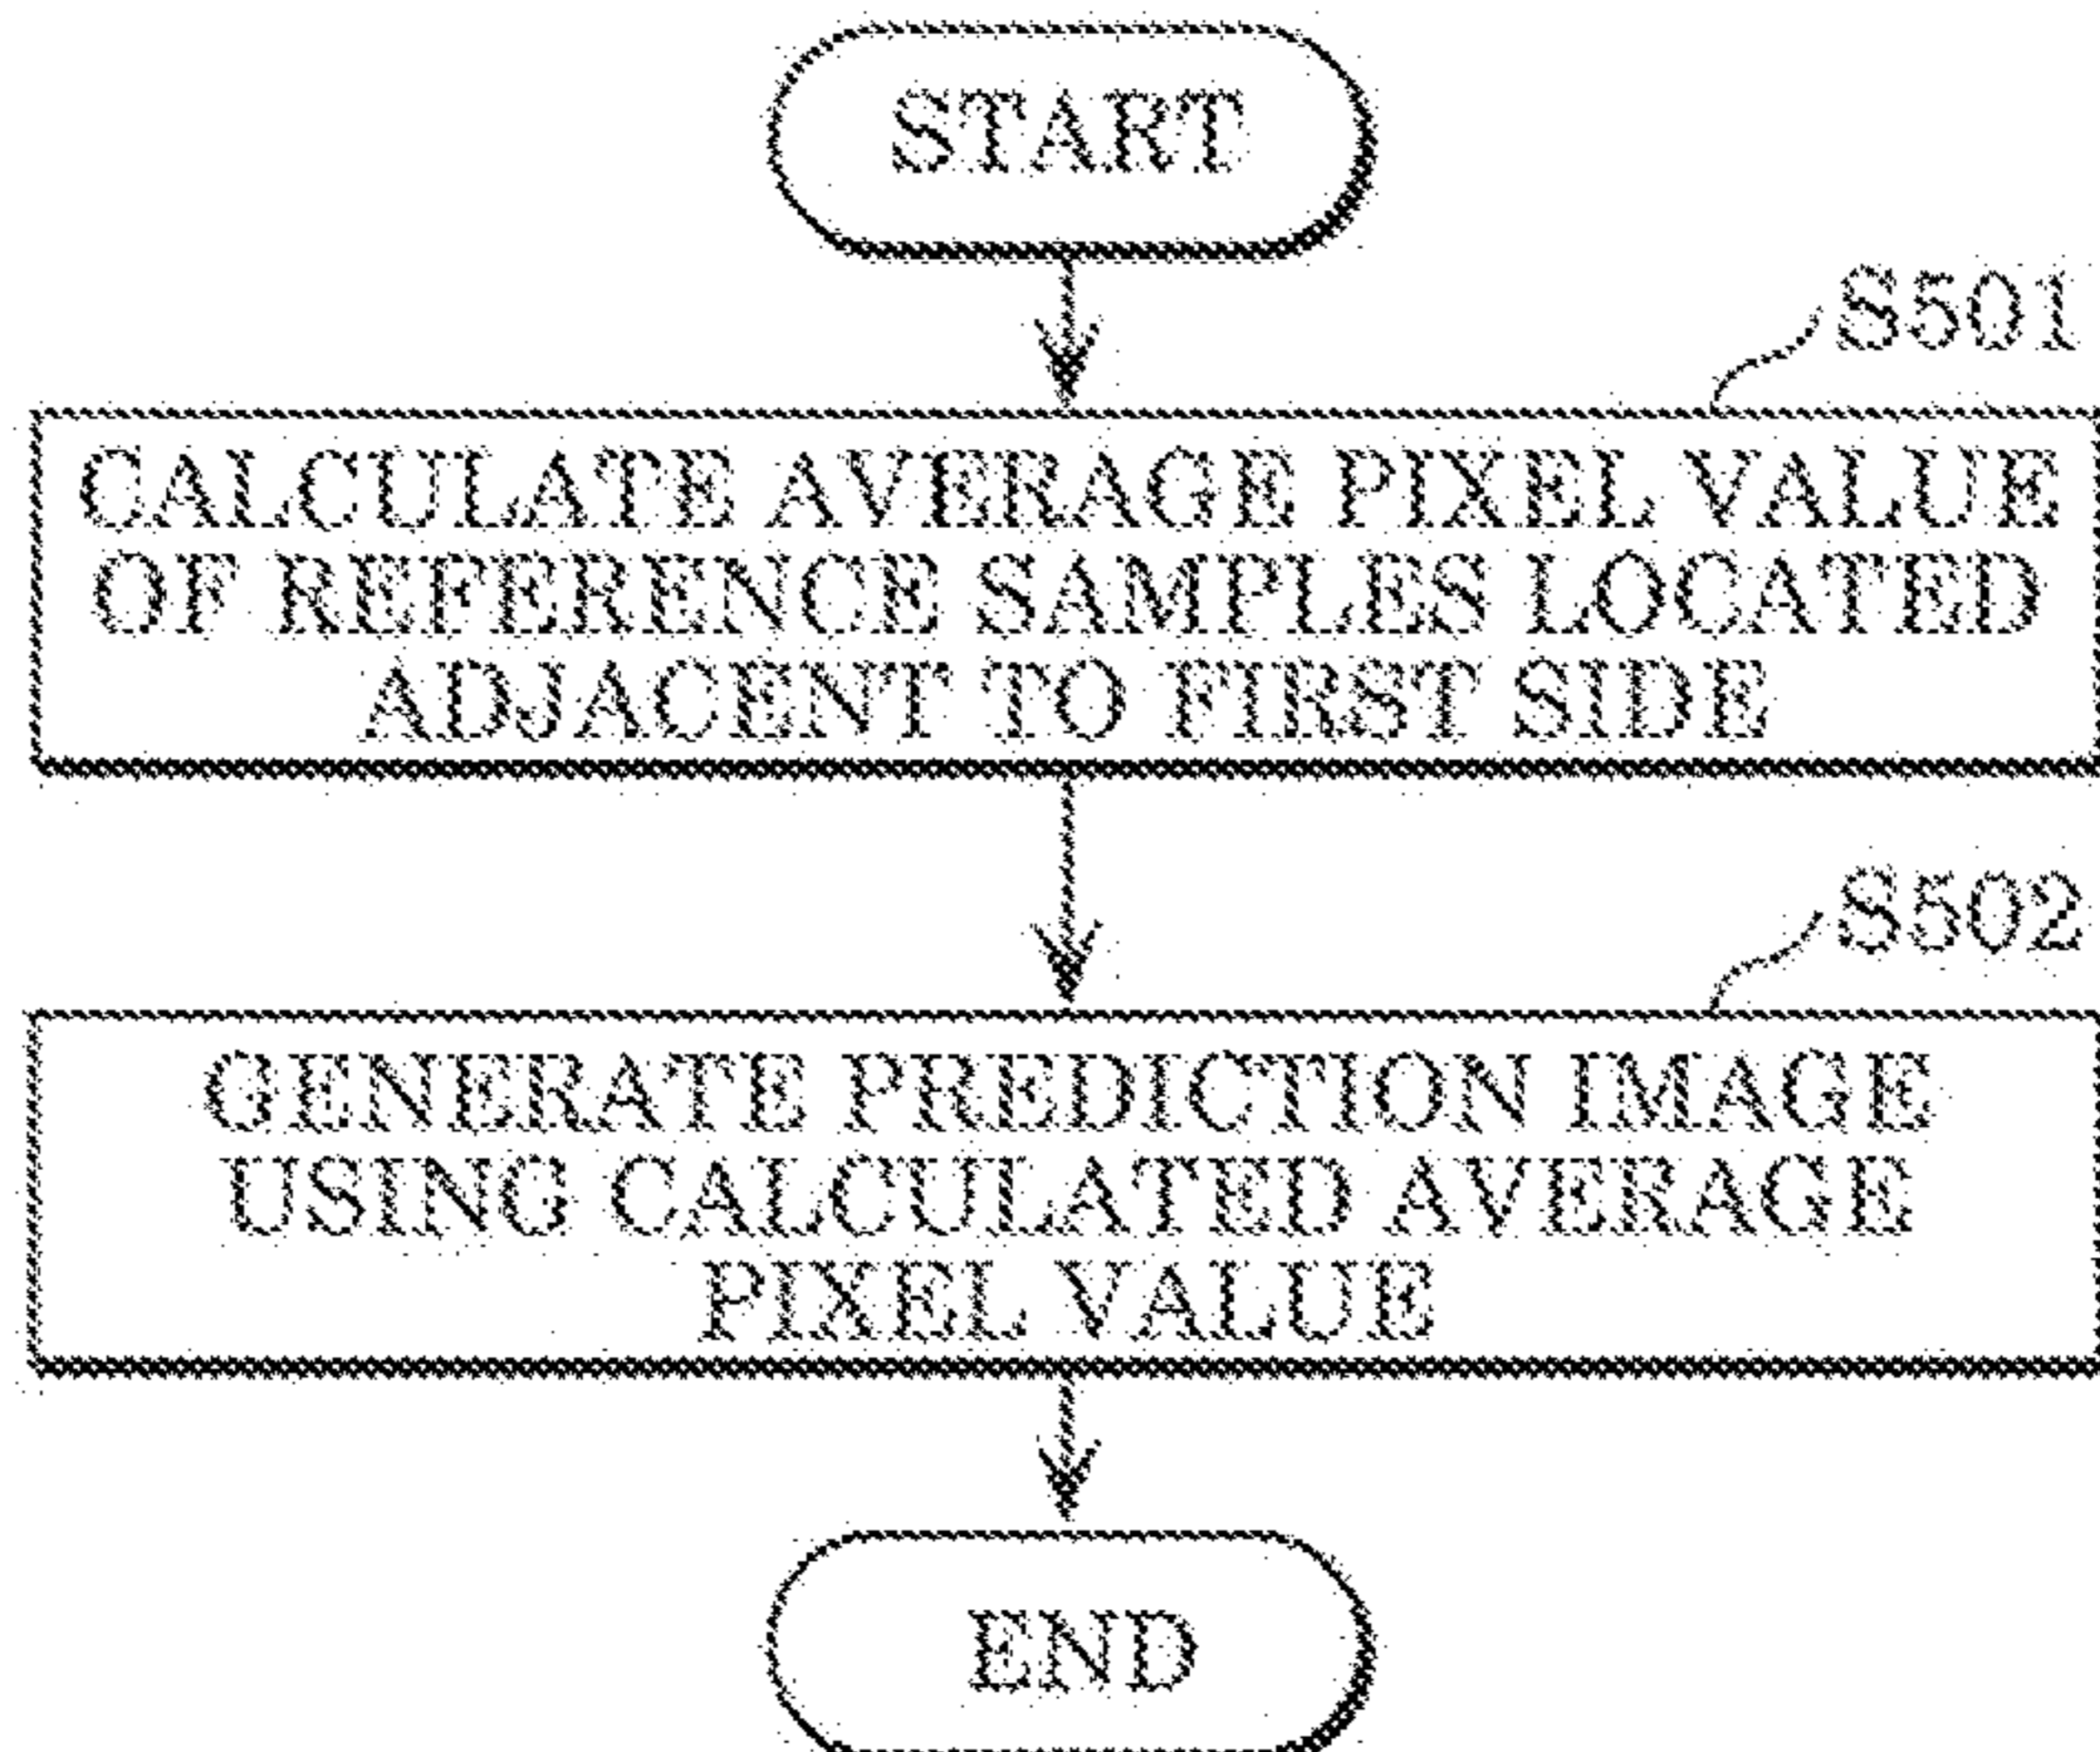 START
S501
CALCULATE AVERAGE PIXEL VALUE
OF REFERENCE SAMPLES LOCATED
ADJACENT TO FIRST SIDE
S502
GENERATE PREDICTION IMAGE
USING CALCULATED AVERAGE
PIXEL VALUE
END